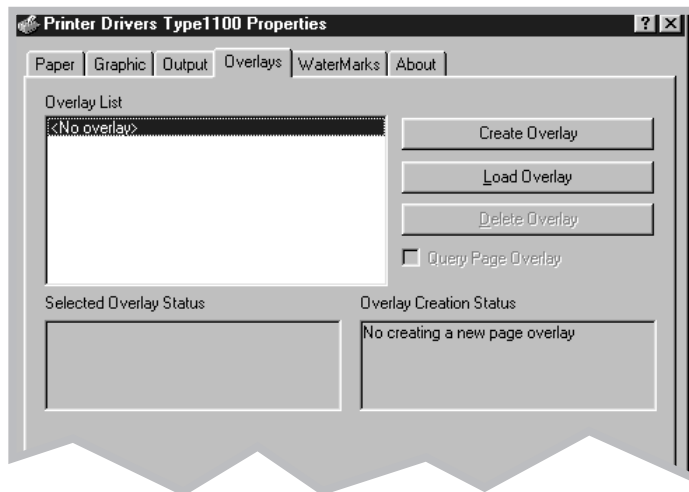 Printer Drivers Type1100 Properties
Paper Graphic Output Overlays WaterMarks About
Overlay List
<No overlay>
Create Overlay
Load Overlay
Delete Overlay
Query Page Overlay
Selected Overlay Status
Overlay Creation Status
No creating a new page overlay